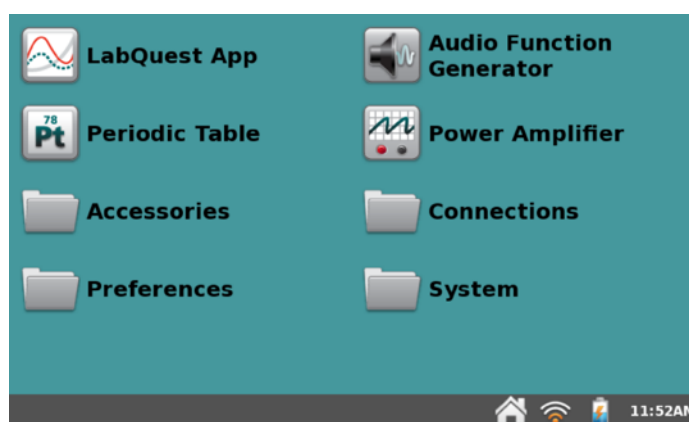 LabQuest App
Audio Function
Generator
78
Pt
Periodic Table
Power Amplifier
Accessories
Connections
Preferences
System
11:52AM